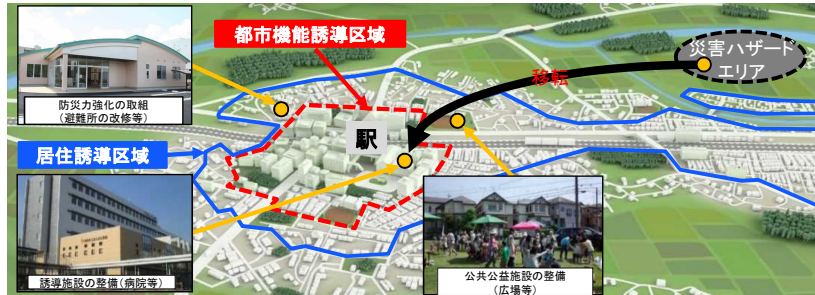 都市機能誘導区域
災害ハザード
エリア
移転
防災力強化の取組
(避難所の改修等)
駅
居住誘導区域
誘導施設の整備(病院等)
公共公益施設の整備
(広場等)